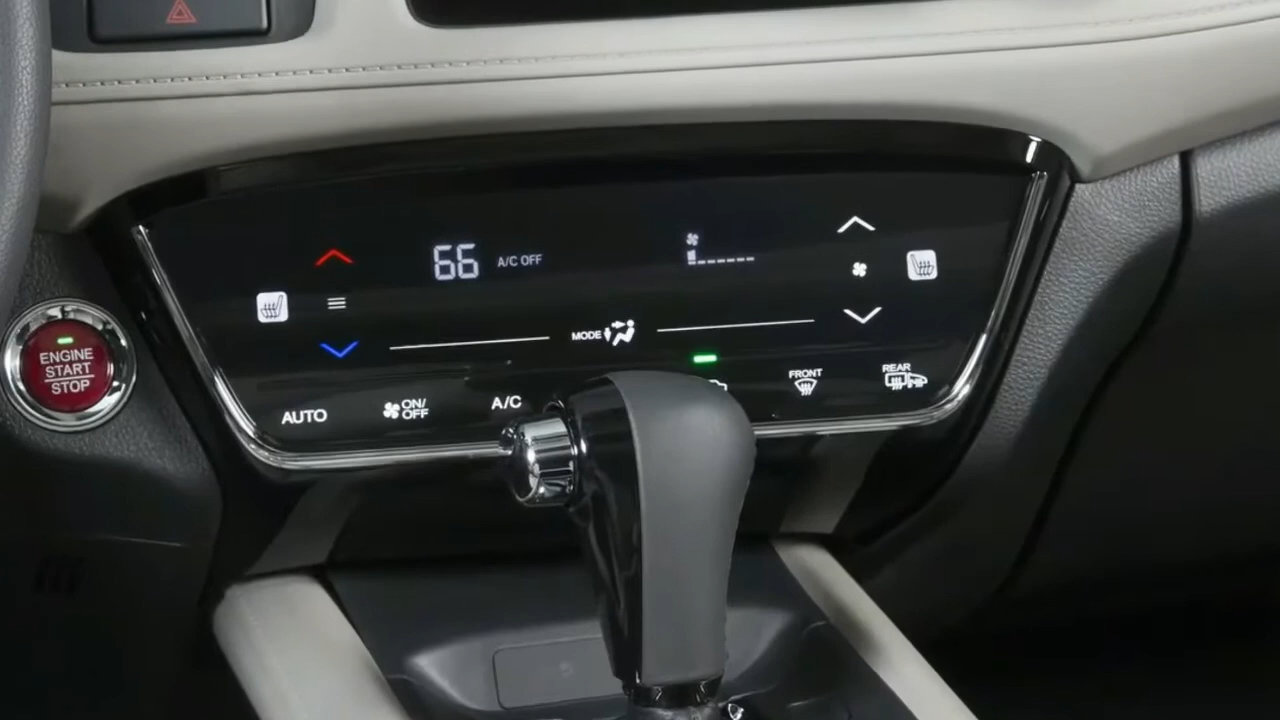 66 A/C OFF
MODE
ENGINE
START
STOP
FRONT
REAR
AUTO
ON/
OFF
A/C